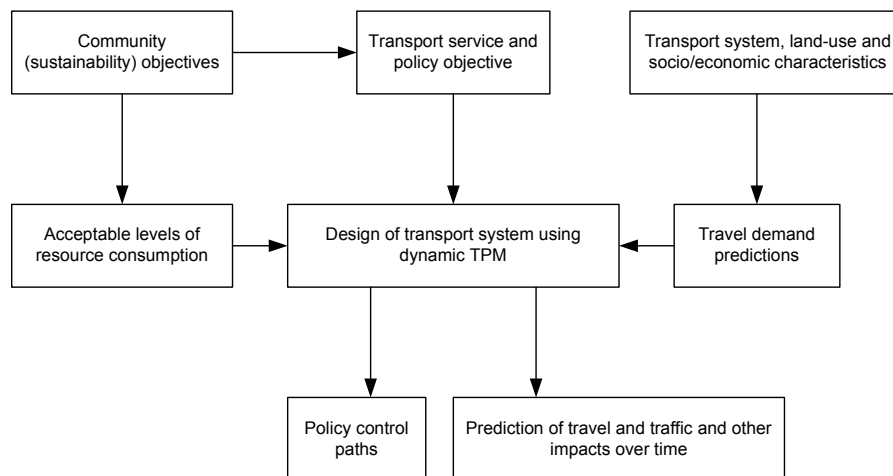 Community
(sustainability) objectives
Transport service and
policy objective
Transport system, land-use and
socio/economic characteristics
Acceptable levels of
resource consumption
Design of transport system using
dynamic TPM
Travel demand
predictions
Policy control
paths
Prediction of travel and traffic and other
impacts over time